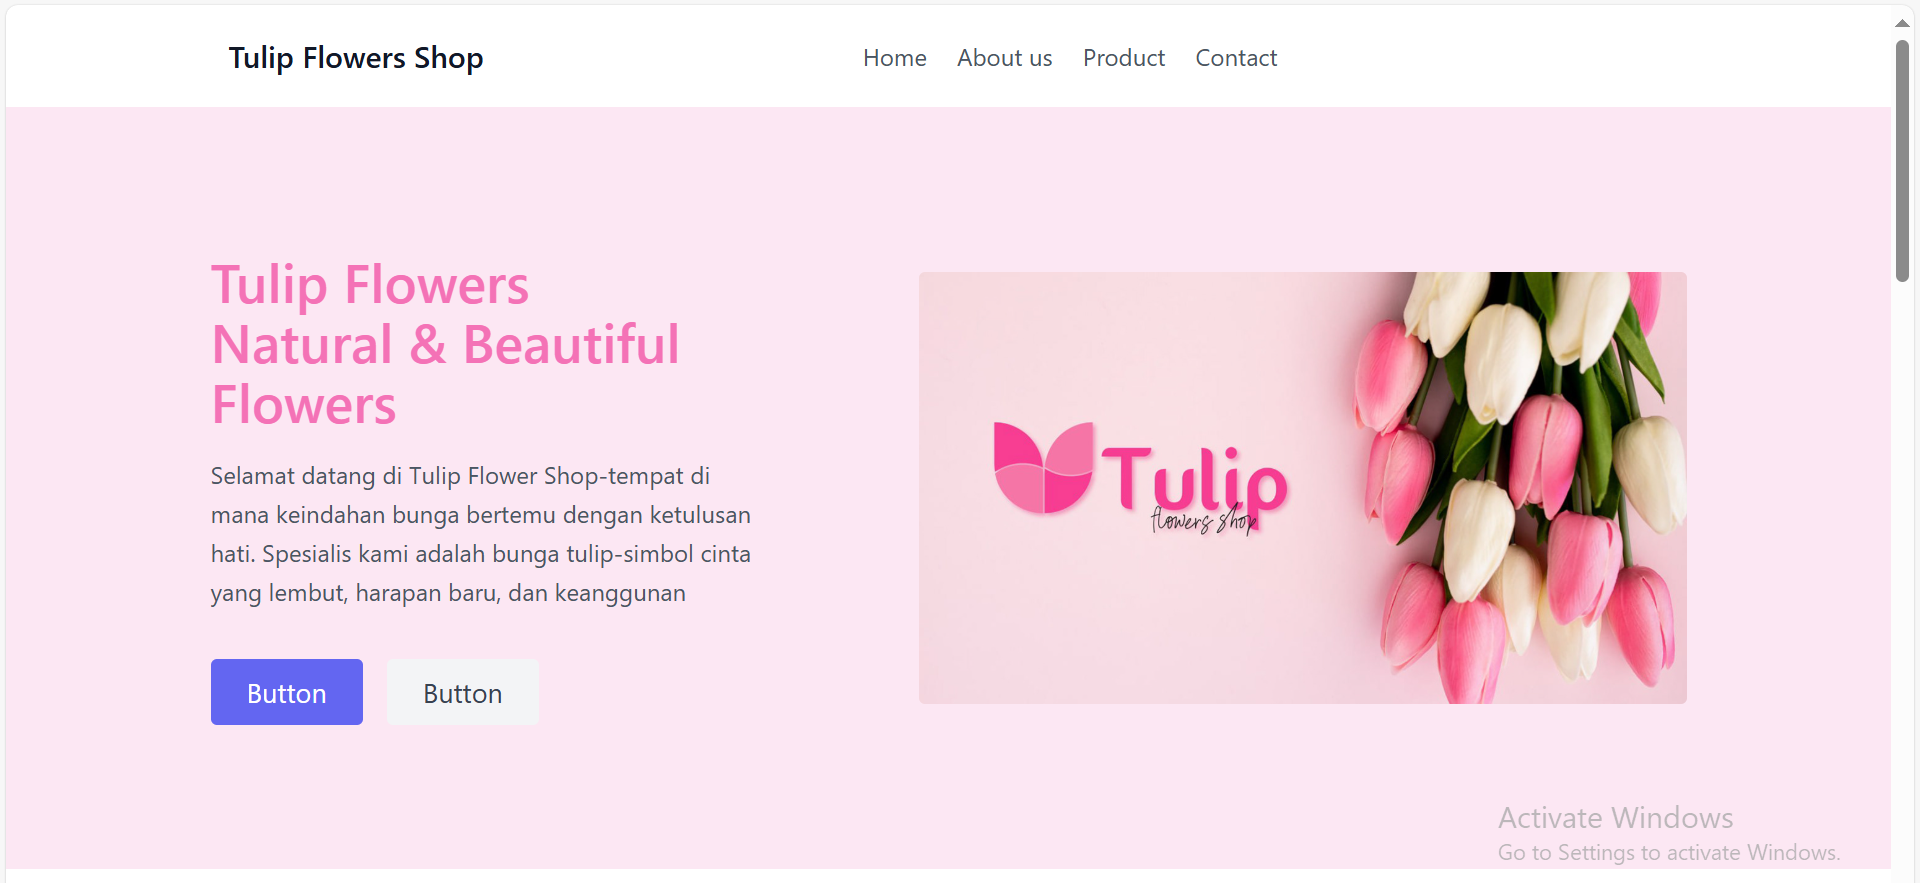 Tulip Flowers Shop
Home About us Product Contact
Tulip Flowers
Natural & Beautiful
Flowers
Selamat datang di Tulip Flower Shop-tempat di
mana keindahan bunga bertemu dengan ketulusan
hati. Spesialis kami adalah bunga tulip-simbol cinta
yang lembut, harapan baru, dan keanggunan
Button Button
Tulip
flowers shop
Activate Windows
Go to Settings to activate Windows.